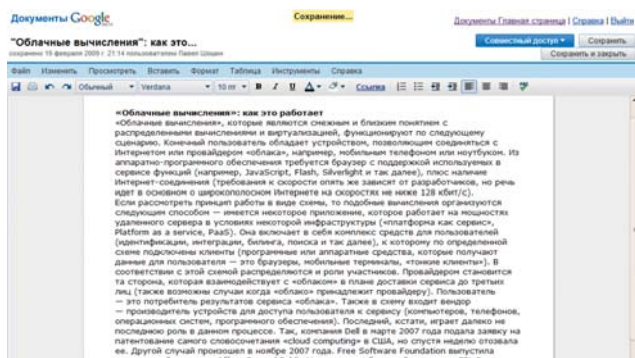 Документы Google
Сохранение...
Документы Главная страница | Справка | Выйти
"Облачные вычисления": как это...
сохранено 19 февраля 2009 г. 21:14 пользователем Павел
Совместный доступ
Сохранить
Сохранить и закрыть
Файл Изменить Просмотреть Вставить Формат Таблица Инструменты Справка
Обычный Verdana 10 пт B I U A Ссылка
«Облачные вычисления»: как это работает
«Облачные вычисления», которые являются смежным и близким понятием с
распределенными вычислениями и виртуализацией, функционируют по следующему
сценарию. Конечный пользователь обладает устройством, позволяющим соединяться с
Интернетом или провайдером «облака», например, мобильным телефоном или ноутбуком. Из
аппаратно-программного обеспечения требуется браузер с поддержкой используемых в
сервисе функций (например, JavaScript, Flash, Silverlight и так далее), плюс наличие
Интернет-соединения (требования к скорости опять же зависят от разработчиков, но речь
идет в основном о широкополосном Интернете на скоростях не ниже 128 кбит/с).
Если рассмотреть принцип работы в виде схемы, то подобные вычисления организуются
следующим способом — имеется некоторое приложение, которое работает на мощностях
удаленного сервера в условиях некоторой инфраструктуры («платформа как сервис»,
Platform as a service, PaaS). Она включает в себя комплекс средств для пользователей
(идентификации, интеграции, билинга, поиска и так далее), к которому по определенной
схеме подключены клиенты (программные или аппаратные средства, которые получают
данные для пользователя — это браузеры, мобильные терминалы, «тонкие клиенты»). В
соответствии с этой схемой распределяются и роли участников. Провайдером становится
та сторона, которая взаимодействует с «облаком» в плане доставки сервиса до третьих
лиц (также возможны случаи когда «облако» принадлежит провайдеру). Пользователь
— это потребитель результатов сервиса «облака». Также в схему входит вендор
— производитель устройств для доступа пользователя к сервису (компьютеров, телефонов,
операционных систем, программного обеспечения). Последний, кстати, играет далеко не
последнюю роль в данном процессе. Так, компания Dell в марте 2007 года подала заявку на
патентование самого словосочетания «cloud computing» в США, но спустя неделю отозвала
ее. Другой случай произошел в ноябре 2007 года. Free Software Foundation выпустила